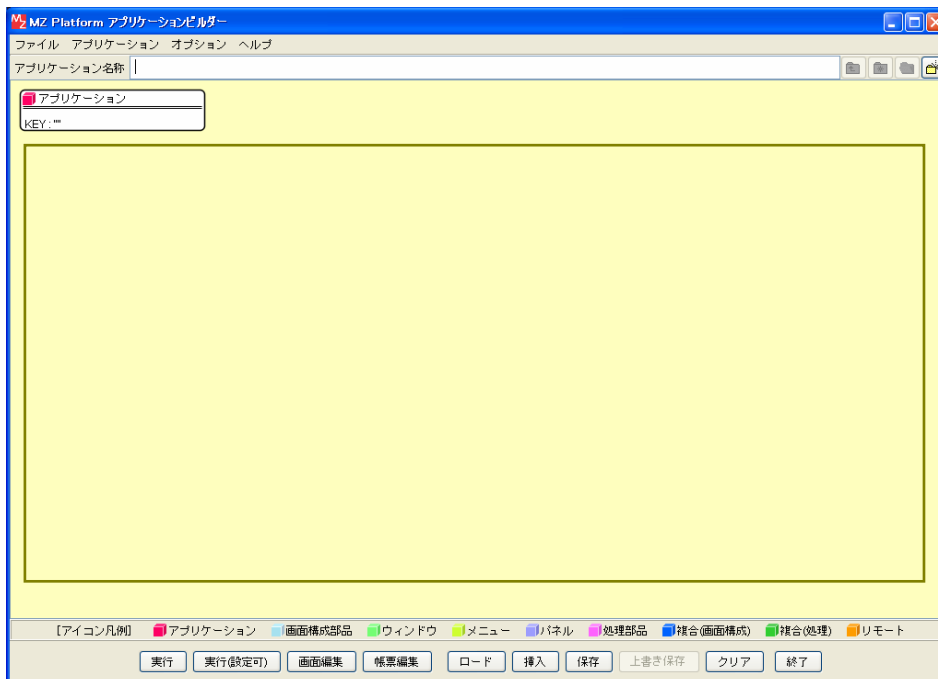 MZ Platform アプリケーションビルダー
ファイル アプリケーション オプション ヘルプ
アプリケーション名称
アプリケーション
KEY : ""
[アイコン凡例] アプリケーション 画面構成部品 ウィンドウ メニュー パネル 処理部品 複合(画面構成) 複合(処理) リモート
実行 実行(設定可) 画面編集 帳票編集 ロード 挿入 保存 上書き保存 クリア 終了